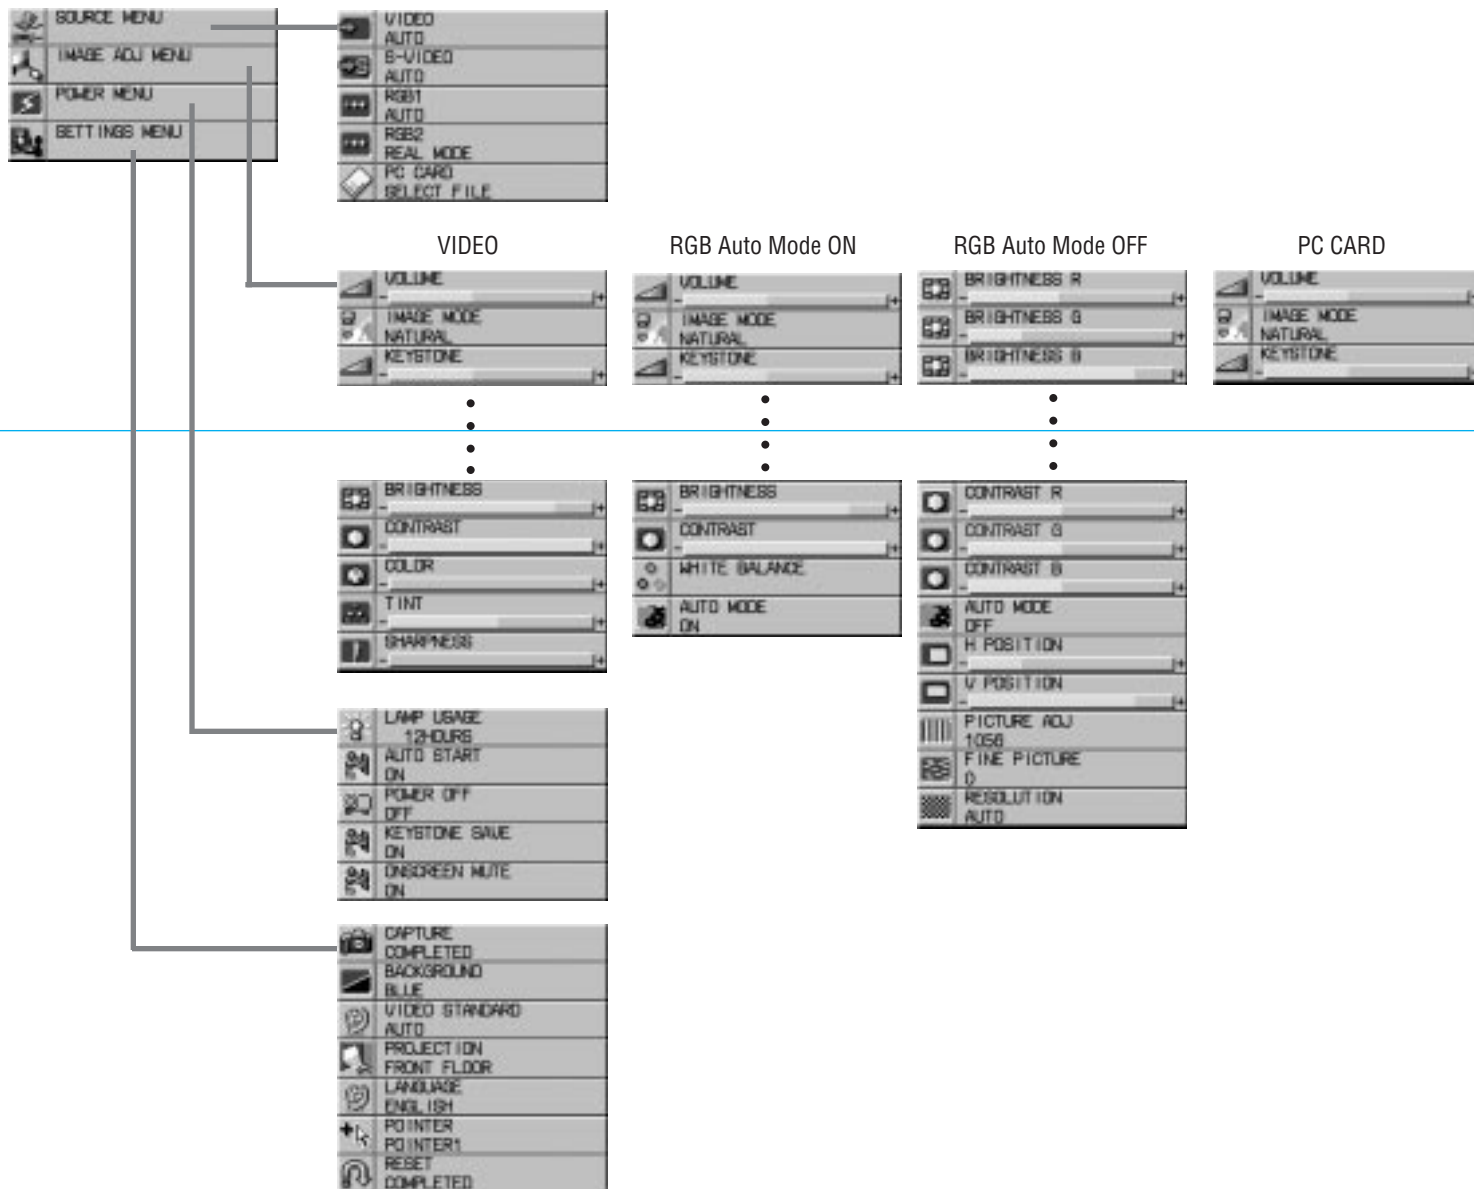 SOURCE MENU
IMAGE ADJ MENU
POWER MENU
SETTINGS MENU
VIDEO
AUTO
S-VIDEO
AUTO
RGB1
AUTO
RGB2
REAL MODE
PC CARD
SELECT FILE
VIDEO
RGB Auto Mode ON
RGB Auto Mode OFF
PC CARD
VOLUME
- +
IMAGE MODE
NATURAL
KEYSTONE
- +
VOLUME
- +
IMAGE MODE
NATURAL
KEYSTONE
- +
BRIGHTNESS R
- +
BRIGHTNESS G
- +
BRIGHTNESS B
- +
VOLUME
- +
IMAGE MODE
NATURAL
KEYSTONE
- +
BRIGHTNESS
- +
CONTRAST
- +
COLOR
- +
TINT
- +
SHARPNESS
- +
BRIGHTNESS
- +
CONTRAST
- +
WHITE BALANCE
AUTO MODE
ON
CONTRAST R
- +
CONTRAST G
- +
CONTRAST B
- +
AUTO MODE
OFF
H POSITION
- +
V POSITION
- +
PICTURE ADJ
1056
FINE PICTURE
0
RESOLUTION
AUTO
LAMP USAGE
12HOURS
AUTO START
ON
POWER OFF
OFF
KEYSTONE SAVE
ON
ONSCREEN MUTE
ON
CAPTURE
COMPLETED
BACKGROUND
BLUE
VIDEO STANDARD
AUTO
PROJECTION
FRONT FLOOR
LANGUAGE
ENGLISH
POINTER
POINTER1
RESET
COMPLETED